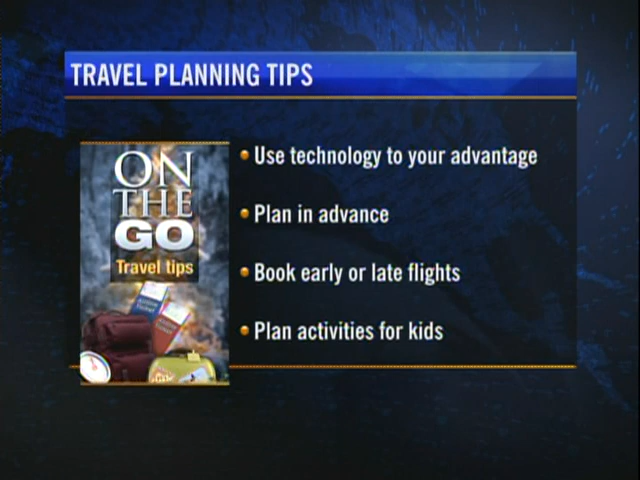 TRAVEL PLANNING TIPS
ON
THE
GO
Travel tips
• Use technology to your advantage
• Plan in advance
• Book early or late flights
• Plan activities for kids